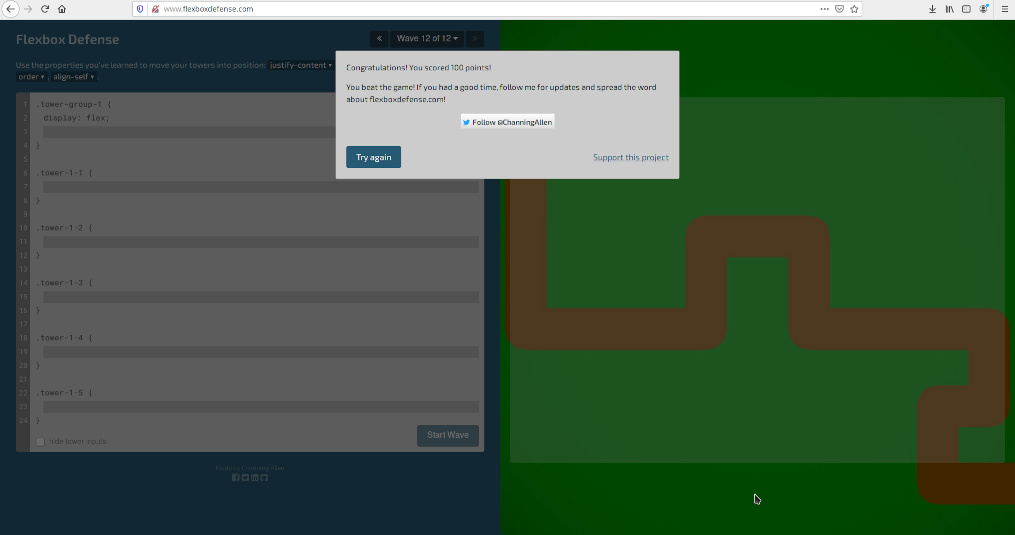 www.flexboxdefense.com
Flexbox Defense
«
Wave 12 of 12
»
Use the properties you've learned to move your towers into position: justify-content
order ; align-self
Congratulations! You scored 100 points!
You beat the game! If you had a good time, follow me for updates and spread the word
about flexboxdefense.com!
Follow @ChanningAllen
Try again
Support this project
1 .tower-group-1 {
2 display: flex;
3
4 }
5
6 .tower-1-1 {
7
8 }
9
10 .tower-1-2 {
11
12 }
13
14 .tower-1-3 {
15
16 }
17
18 .tower-1-4 {
19
20 }
21
22 .tower-1-5 {
23
24 }
hide tower inputs
Start Wave
Channing Allen